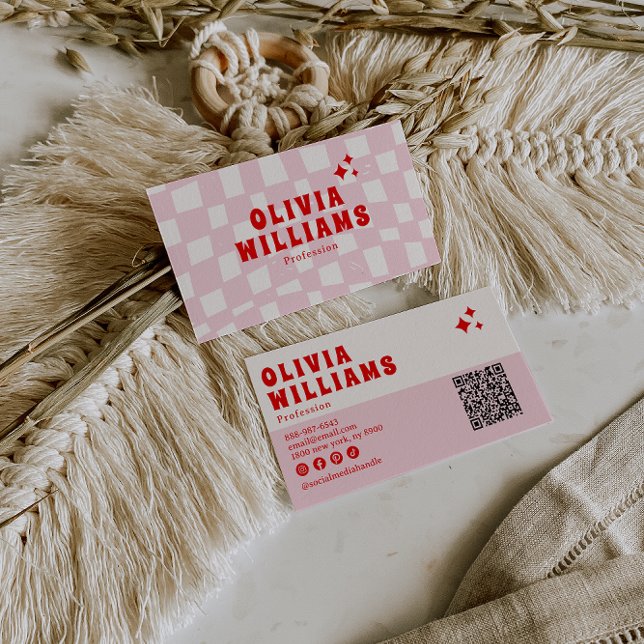 OLIVIA
WILLIAMS
Profession
OLIVIA
WILLIAMS
Profession
888-987-6543
email@email.com
1800 new york, ny 8900
@socialmediahandle